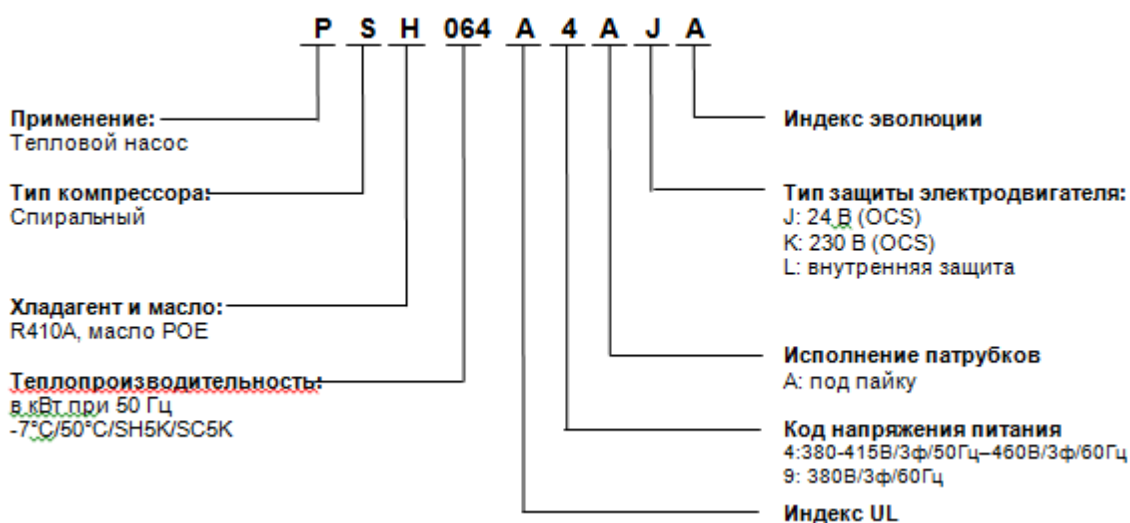 P S H 064 A 4 A J A
Применение:
Тепловой насос
Тип компрессора:
Спиральный
Хладагент и масло:
R410A, масло POE
Теплопроизводительность:
в кВт при 50 Гц
-7°C/50°C/SH5K/SC5K
Индекс эволюции
Тип защиты электродвигателя:
J: 24 В (OCS)
K: 230 В (OCS)
L: внутренняя защита
Исполнение патрубков
A: под пайку
Код напряжения питания
4:380-415В/3ф/50Гц–460В/3ф/60Гц
9: 380В/3ф/60Гц
Индекс UL